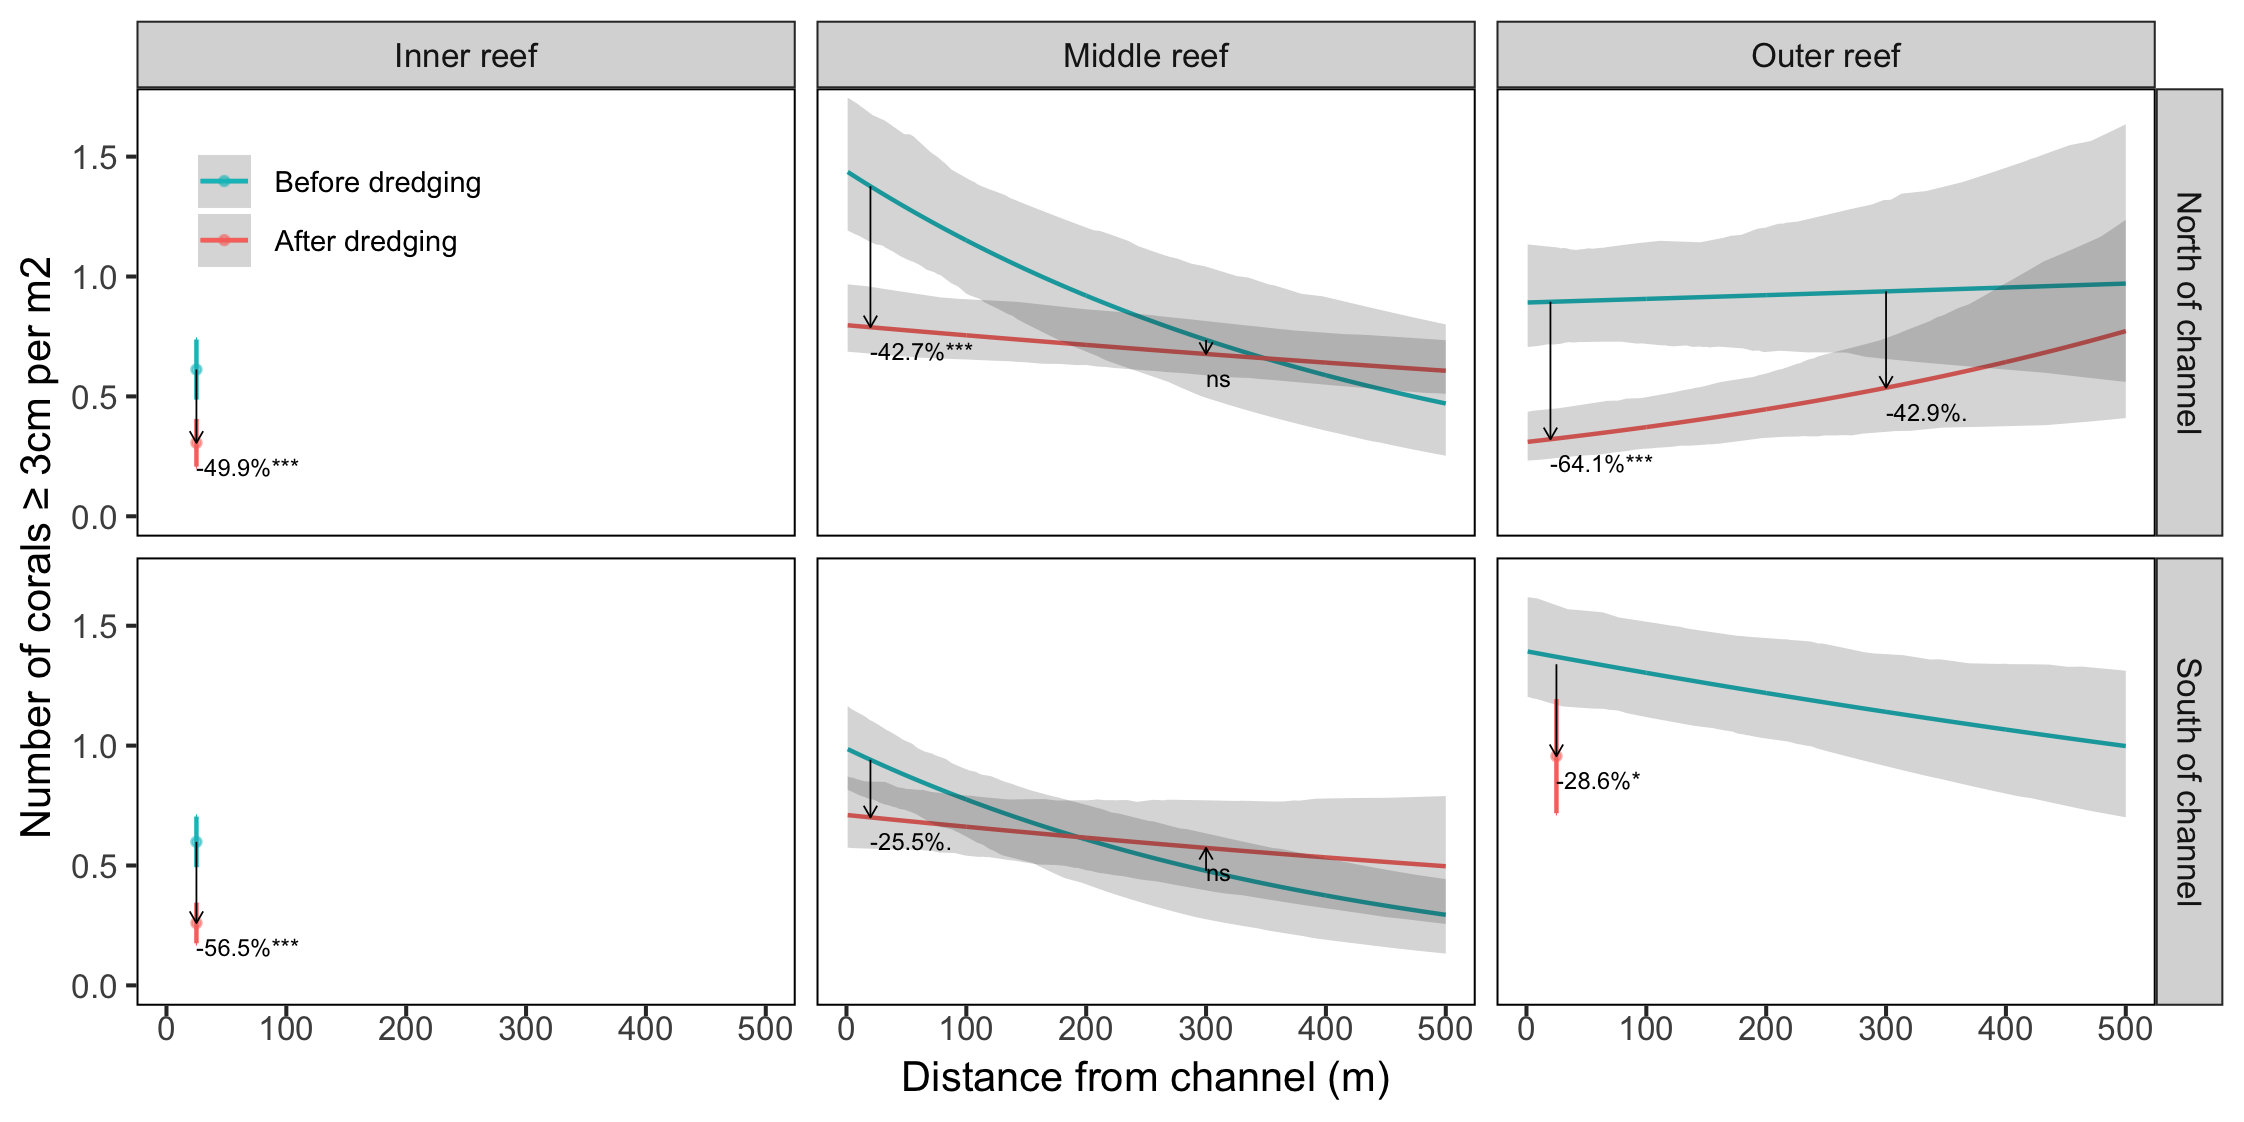 Inner reef
Middle reef
Outer reef
Number of corals ≥ 3cm per m2
1.5
1.0
0.5
0.0
Before dredging
After dredging
-49.9%***
-42.7%***
ns
-64.1%***
-42.9%.
North of channel
1.5
1.0
0.5
0.0
-56.5%***
-25.5%.
ns
-28.6%*
South of channel
0 100 200 300 400 500
0 100 200 300 400 500
0 100 200 300 400 500
Distance from channel (m)